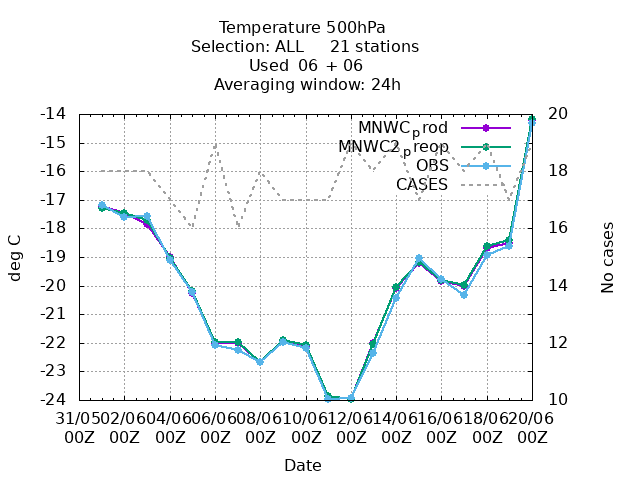 Temperature 500hPa
Selection: ALL 21 stations
Used 06 + 06
Averaging window: 24h
-14 20
MNWCprod
-15
MNWC2preop
OBS
-16 18
CASES
-17
-18 16
-19
-20 14
-21
-22 12
-23
-24 10
deg C
No cases
31/05 02/06 04/06 06/06 08/06 10/06 12/06 14/06 16/06 18/06 20/06
00Z 00Z 00Z 00Z 00Z 00Z 00Z 00Z 00Z 00Z 00Z
Date